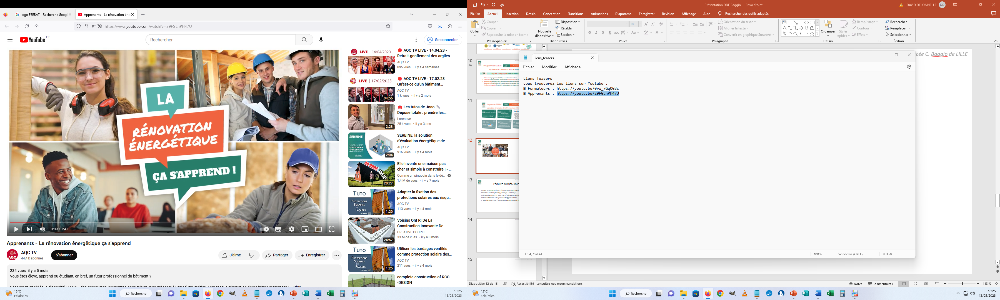 logo FEEBAT – Recherche Goog
Apprenants - La rénovation éne
https://www.youtube.com/watch?v=29FGLhPH47U
YouTube FR
Rechercher
Se connecter
LA
RÉNOVATION
ÉNERGÉTIQUE
ÇA S'APPREND !
0:09 / 1:41
Apprenants - La rénovation énergétique ça s'apprend
AQC
AQC TV
44,4 k abonnés
S'abonner
J'aime
Partager
Enregistrer
234 vues il y a 5 mois
Vous êtes élève, apprenti ou étudiant, en bref, un futur professionnel du bâtiment ?
LIVE 14/04/2023
31:14
AQC TV LIVE - 14.04.23 -
Retrait-gonflement des argiles...
AQC TV
895 vues • il y a 4 semaines
LIVE | 17/02/2023
34:55
AQC TV LIVE - 17.02.23
Qu'est-ce qu'un bâtiment...
AQC TV
1 k vues • il y a 2 mois
2:28
Les tutos de Joao
Dépose totale : prendre les...
Lorenove
25 k vues • il y a 3 ans
SEREINE
Quelle est la
PERFORMANCE
ÉNERGÉTIQUE
2:04
SEREINE, la solution
d'évaluation énergétique de...
AQC TV
916 vues • il y a 4 mois
40 000€ 180 M²
20:27
Elle invente une maison pas
cher et simple à construire ! - ...
Comme un pingouin dans le dé...
1,4 M de vues • il y a 7 mois
TUTO
PROTECTIONS
SOLAIRES
DES
FAÇADES
1:20
Adapter la fixation des
protections solaires aux risqu...
AQC TV
113 vues • il y a 4 mois
24:57
Voisins Ont Ri De La
Construction Innovante De...
CREATIVE COUPLE
33 M de vues • il y a 8 mois
TUTO
PROTECTIONS
SOLAIRES
DES
FAÇADES
1:25
Utiliser les bardages ventilés
comme protection solaire des...
AQC TV
211 vues • il y a 4 mois
complete construction of RCC
-DESIGN
15°C
Eclaircies
Recherche
10:25
13/05/2023
Présentation DDF Baggio - PowerPoint
DAVID DELONNELLE DD
Fichier Accueil Insertion Dessin Conception Transitions Animations Diaporama Enregistrer Révision Affichage Aide Rechercher des outils adaptés
Coller
Couper
Copier
Reproduire la mise en forme
Presse-papiers
Nouvelle
diapositive
Disposition
Rétablir
Section
Diapositives
18
G I S S abc AV Aa
Police
Orientation du texte
Aligner le texte
Convertir en graphique SmartArt
Paragraphe
Organiser
Styles
rapides
Remplissage
Contour
Effets
Dessin
Rechercher
Remplacer
Sélectionner
Édition
10
Programme FEEBAT
11
Programme FEEBAT
12
13
L'ÉQUIPE ACADÉMIQUE
14
15
cée C. Baggio de LILLE
liens_teasers
Fichier Modifier Affichage
Liens Teasers
vous trouverez les liens sur Youtube :
Formateurs : https://youtu.be/0rw_7Gq0G8c
Apprenants : https://youtu.be/29FGLhPH47U
Ln 4, Col 44
100%
Windows (CRLF)
UTF-8
Diapositive 12 de 16
Accessibilité : consultez nos recommandations
Notes
Commentaires
113 %
15°C
Eclaircies
Recherche
10:25
13/05/2023